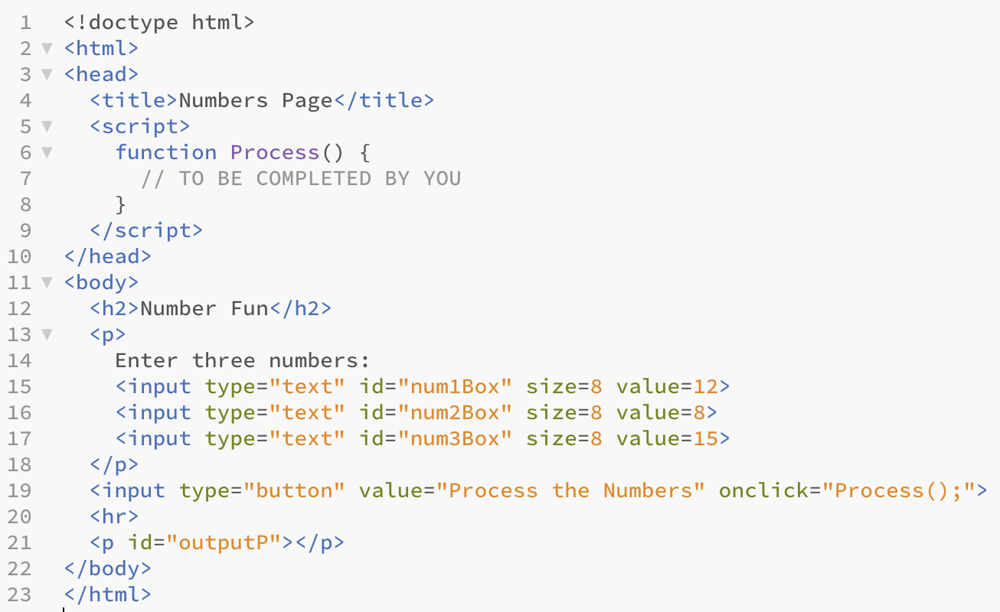 1 <!doctype html>
2 ▼ <html>
3 ▼ <head>
4 <title>Numbers Page</title>
5 ▼ <script>
6 ▼ function Process() {
7 // TO BE COMPLETED BY YOU
8 }
9 </script>
10 </head>
11 ▼ <body>
12 <h2>Number Fun</h2>
13 ▼ <p>
14 Enter three numbers:
15 <input type="text" id="num1Box" size=8 value=12>
16 <input type="text" id="num2Box" size=8 value=8>
17 <input type="text" id="num3Box" size=8 value=15>
18 </p>
19 <input type="button" value="Process the Numbers" onclick="Process();">
20 <hr>
21 <p id="outputP"></p>
22 </body>
23 </html>